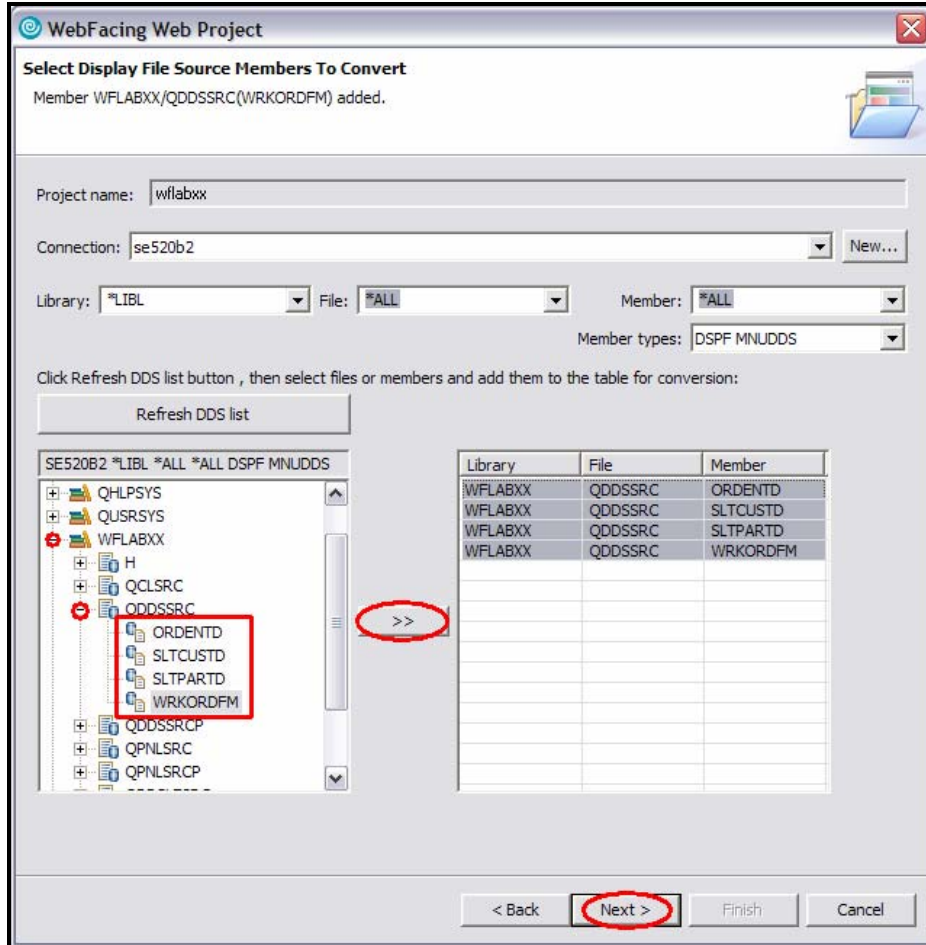 WebFacing Web Project
Select Display File Source Members To Convert
Member WFLABXX/QDDSSRC(WRKORDFM) added.
Project name: wflabxx
Connection: se520b2 New...
Library: *LIBL File: *ALL Member: *ALL
Member types: DSPF MNUDDS
Click Refresh DDS list button , then select files or members and add them to the table for conversion:
Refresh DDS list
SE520B2 *LIBL *ALL *ALL DSPF MNUDDS
QHLPSYS
QUSRSYS
WFLABXX
H
QCLSRC
QDDSSRC
ORDENTD
SLTCUSTD
SLTPARTD
WRKORDFM
QDDSSRCP
QPNLSRC
QPNLSRCP
>>
Library File Member
WFLABXX QDDSSRC ORDENTD
WFLABXX QDDSSRC SLTCUSTD
WFLABXX QDDSSRC SLTPARTD
WFLABXX QDDSSRC WRKORDFM
< Back Next > Finish Cancel